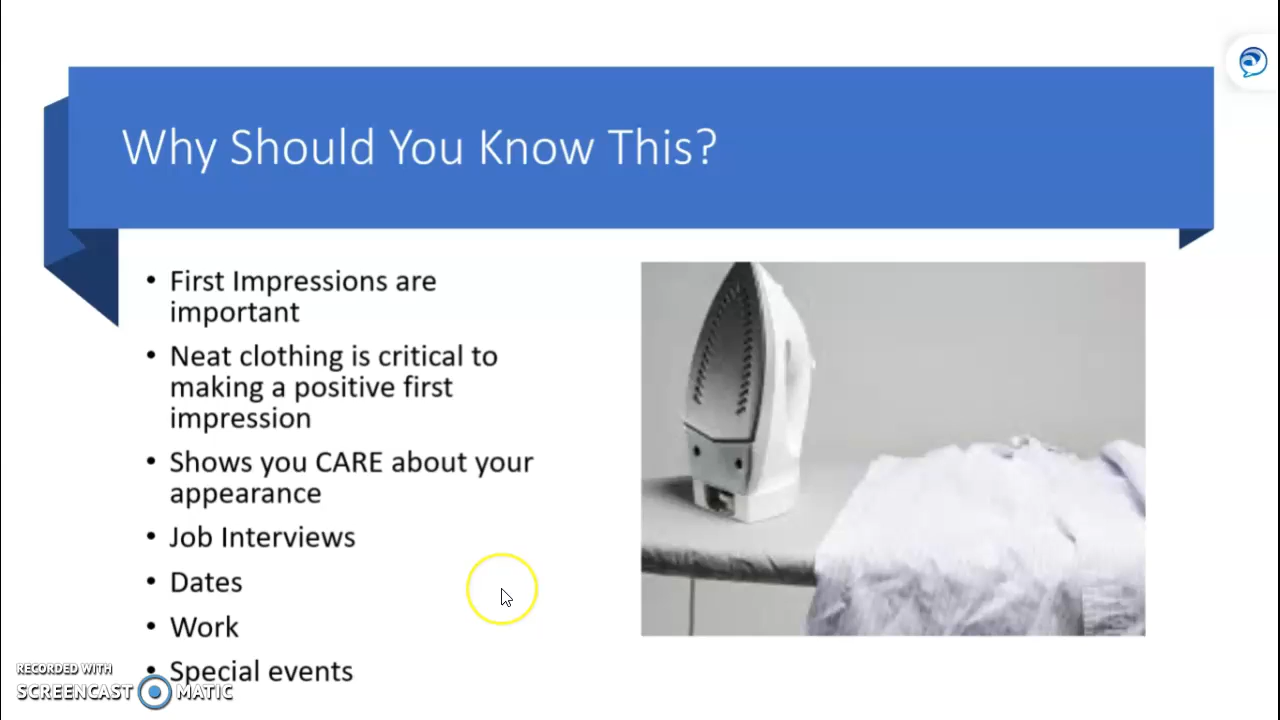 Why Should You Know This?
• First Impressions are
important
• Neat clothing is critical to
making a positive first
impression
• Shows you CARE about your
appearance
• Job Interviews
• Dates
• Work
• Special events
RECORDED WITH
SCREENCAST MATIC